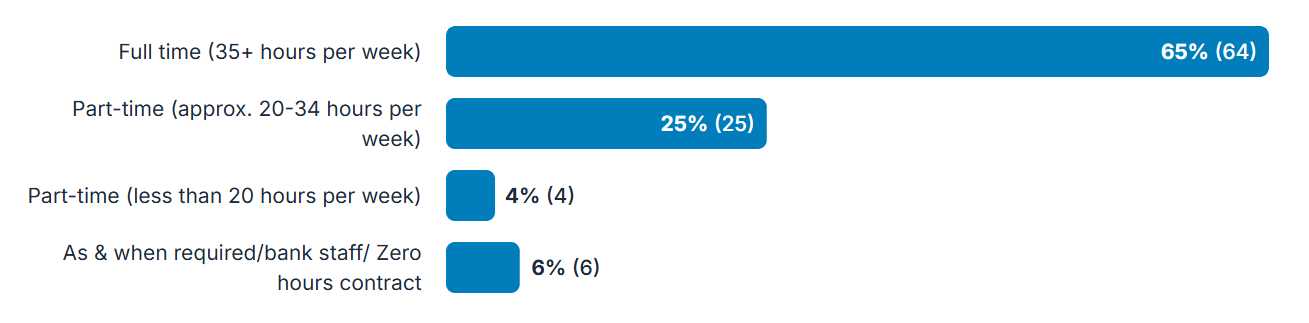 Full time (35+ hours per week)
65% (64)
Part-time (approx. 20-34 hours per
week)
25% (25)
Part-time (less than 20 hours per week)
4% (4)
As & when required/bank staff/ Zero
hours contract
6% (6)